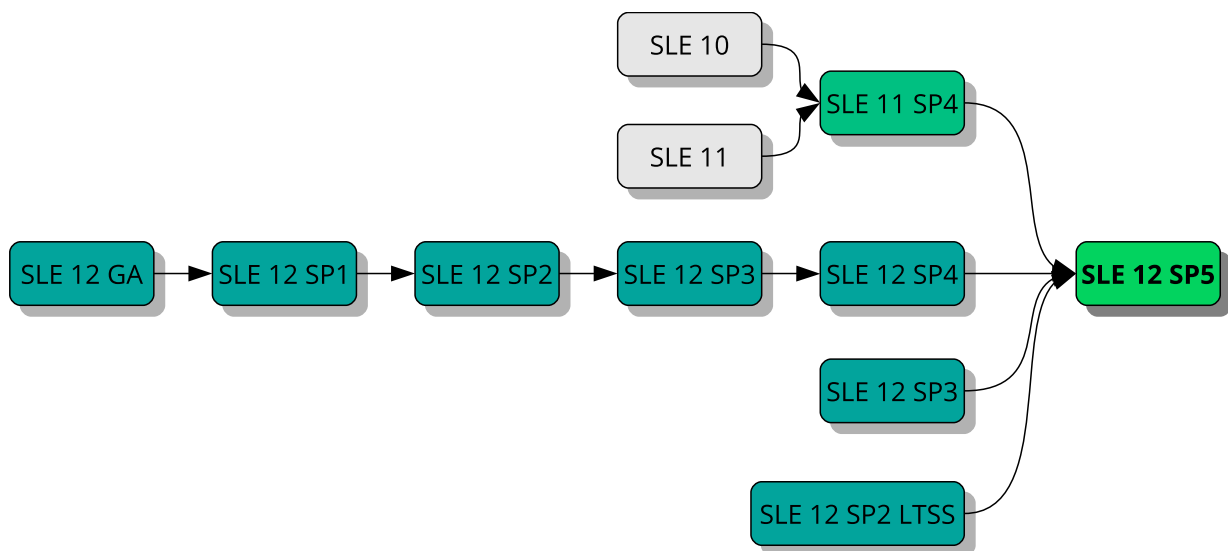 SLE 10
SLE 11 SP4
SLE 11
SLE 12 GA
SLE 12 SP1
SLE 12 SP2
SLE 12 SP3
SLE 12 SP4
SLE 12 SP5
SLE 12 SP3
SLE 12 SP2 LTSS